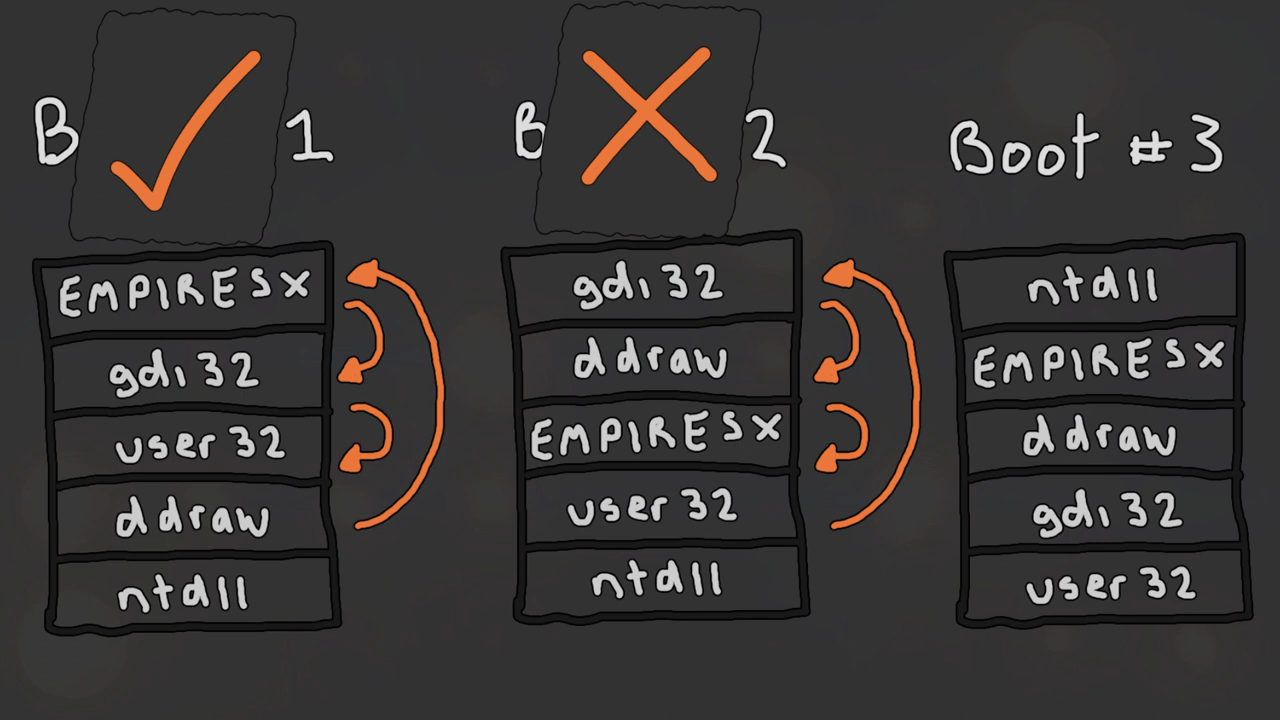 B 1
EMPIRESX
gdi32
user32
ddraw
ntdll
B 2
gdi32
ddraw
EMPIRESX
user32
ntdll
Boot #3
ntdll
EMPIRESX
ddraw
gdi32
user32